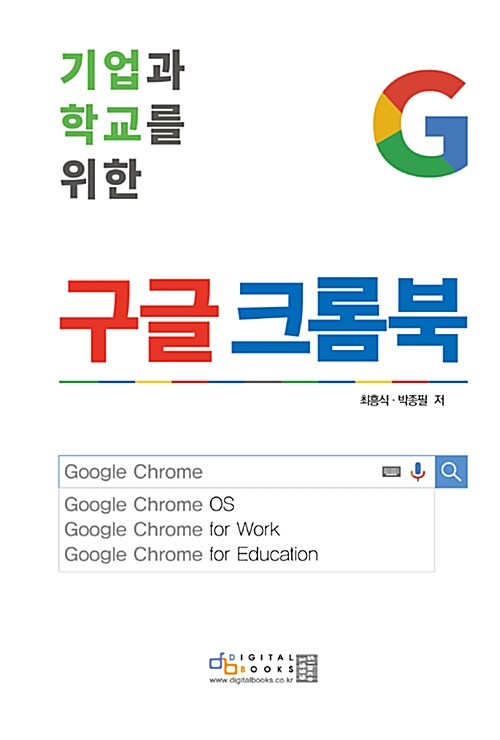 기업과
학교를
위한
G
구글 크롬북
최흥식 · 박종필 저
Google Chrome
Google Chrome OS
Google Chrome for Work
Google Chrome for Education
DIGITAL
BOOKS
www.digitalbooks.co.kr